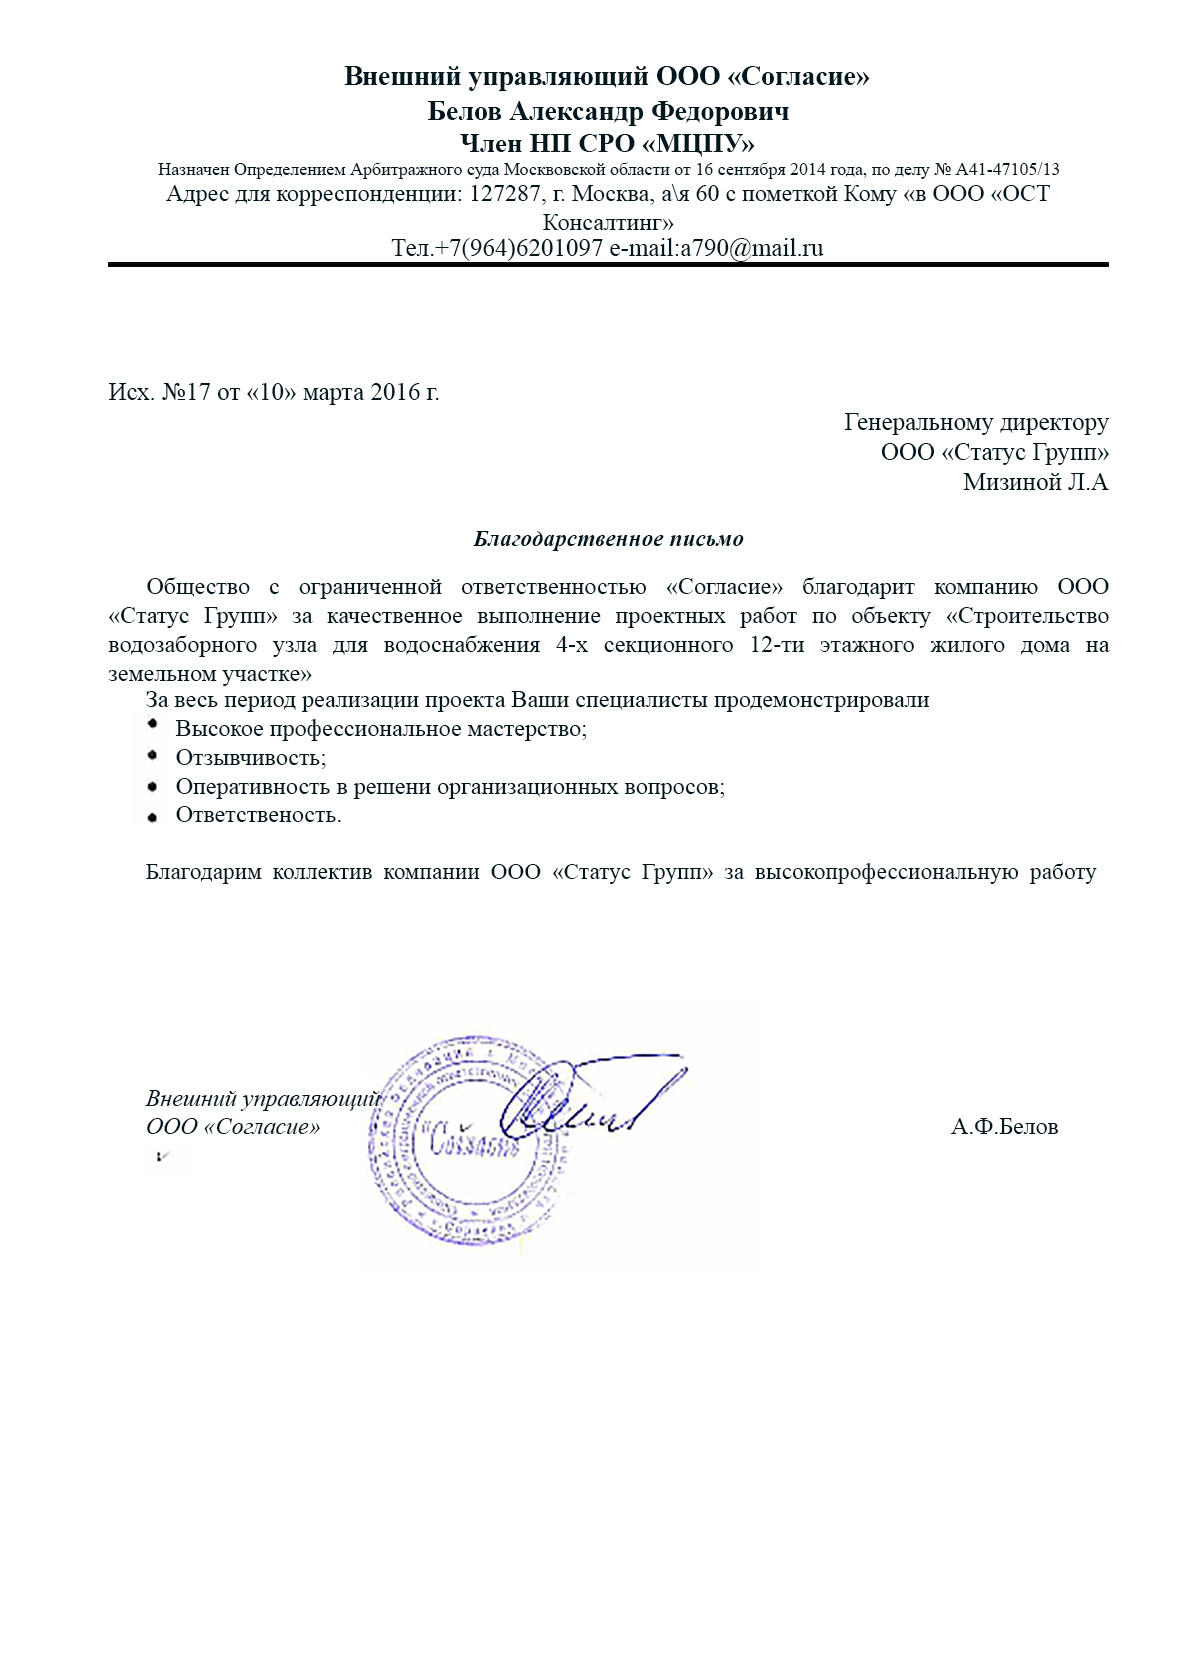 Внешний управляющий ООО «Согласие»
Белов Александр Федорович
Член НП СРО «МЦПУ»
Назначен Определением Арбитражного суда Москвовской области от 16 сентября 2014 года, по делу № А41-47105/13
Адрес для корреспонденции: 127287, г. Москва, а\я 60 с пометкой Кому «в ООО «ОСТ
Консалтинг»
Тел.+7(964)6201097 e-mail:a790@mail.ru
Исх. №17 от «10» марта 2016 г.
Генеральному директору
ООО «Статус Групп»
Мизиной Л.А
Благодарственное письмо
Общество с ограниченной ответственностью «Согласие» благодарит компанию ООО
«Статус Групп» за качественное выполнение проектных работ по объекту «Строительство
водозаборного узла для водоснабжения 4-х секционного 12-ти этажного жилого дома на
земельном участке»
За весь период реализации проекта Ваши специалисты продемонстрировали
• Высокое профессиональное мастерство;
• Отзывчивость;
• Оперативность в решени организационных вопросов;
• Ответственость.
Благодарим коллектив компании ООО «Статус Групп» за высокопрофессиональную работу
Внешний управляющий
ООО «Согласие»
А.Ф.Белов